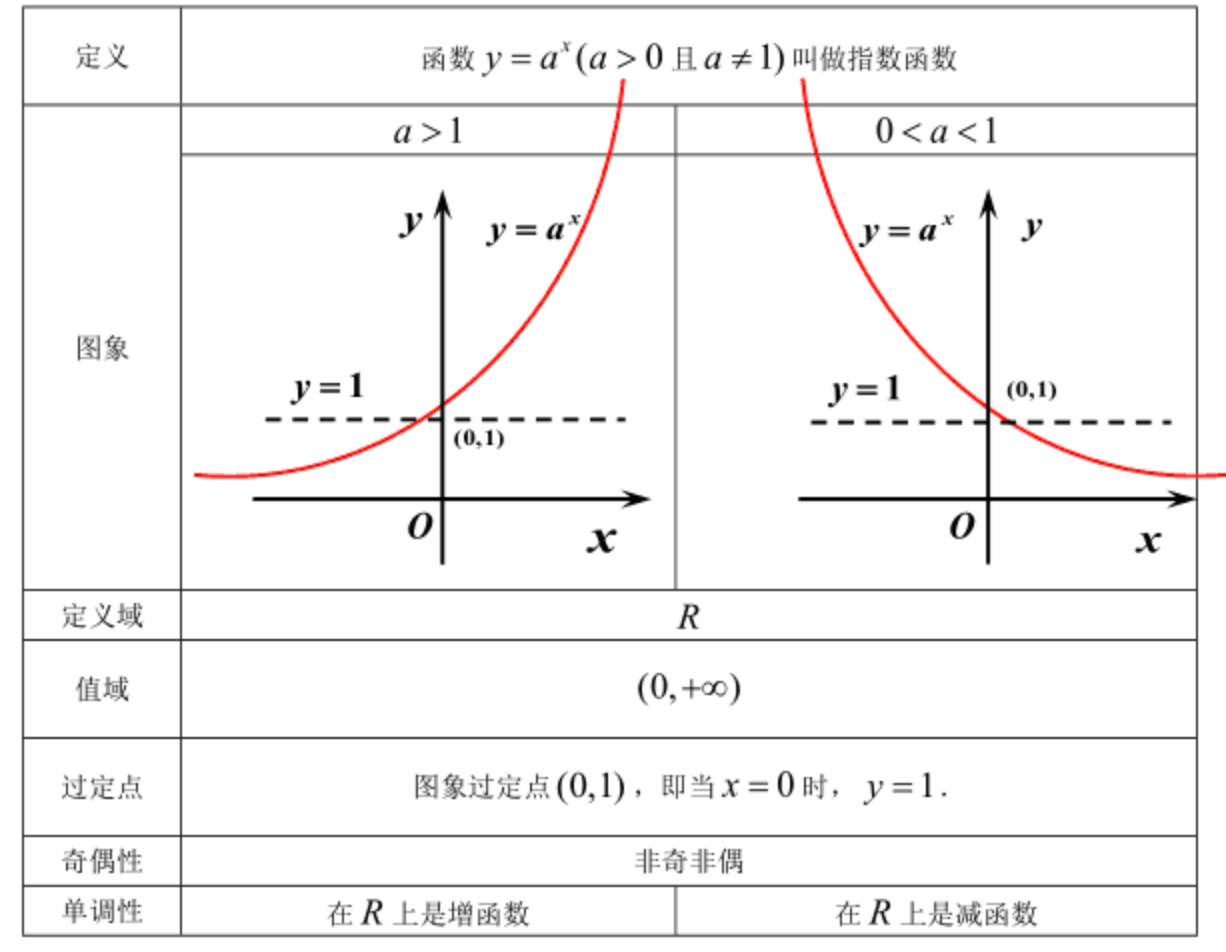 定义 函数 y = aˣ (a > 0 且 a ≠ 1) 叫做指数函数
图象 a > 1 0 < a < 1
y y = aˣ y = aˣ y
y = 1 (0,1) y = 1 (0,1)
O x O x
定义域 R
值域 (0,+∞)
过定点 图象过定点(0,1)，即当 x = 0 时， y = 1.
奇偶性 非奇非偶
单调性 在 R 上是增函数 在 R 上是减函数